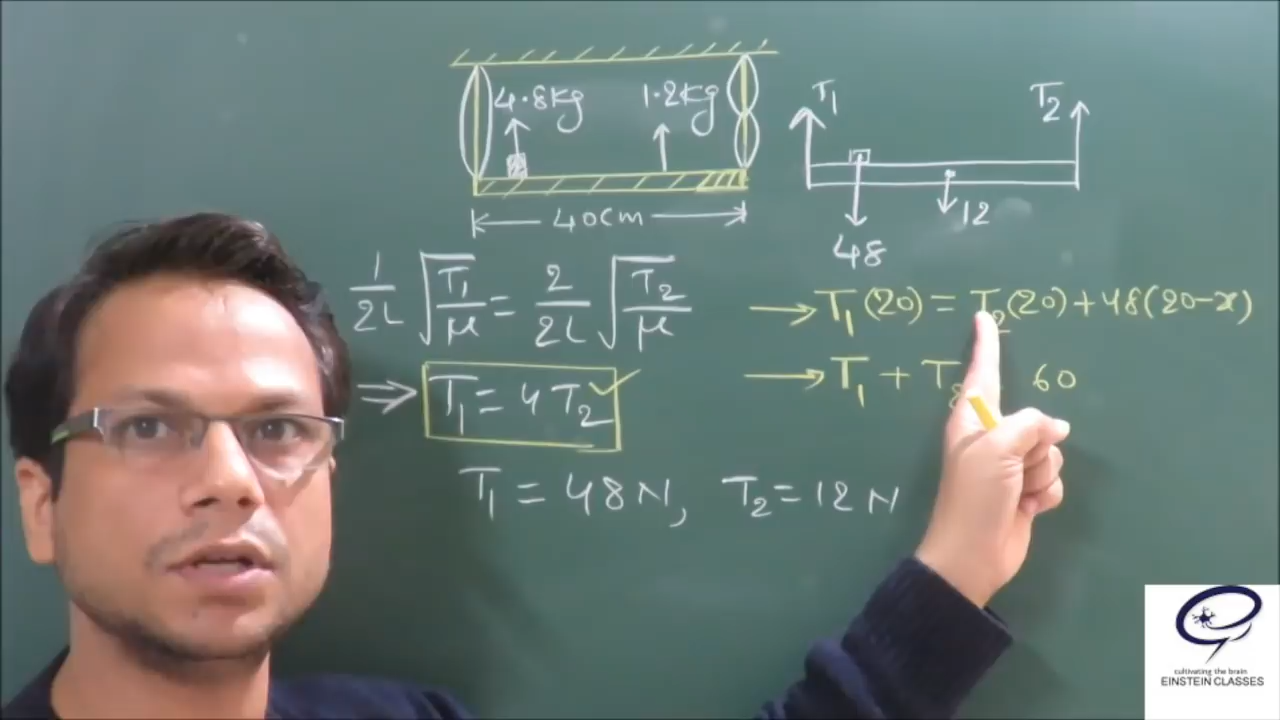 4.8kg 1.2kg
40cm
T₁ T₂
48 12
1/2L √(T₁/μ) = 2/2L √(T₂/μ)
→ T₁(20) = T₂(20) + 48(20-x)
⇒ T₁ = 4T₂ ✓
→ T₁ + T₂ 60
T₁ = 48N, T₂ = 12N
cultivating the brain
EINSTEIN CLASSES